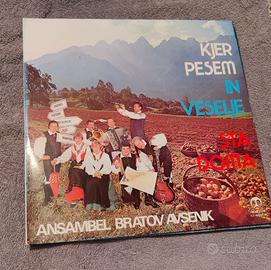 KJER
PESEM
IN
VESELJE
STA
DOMA
ANSAMBEL BRATOV AVSENIK